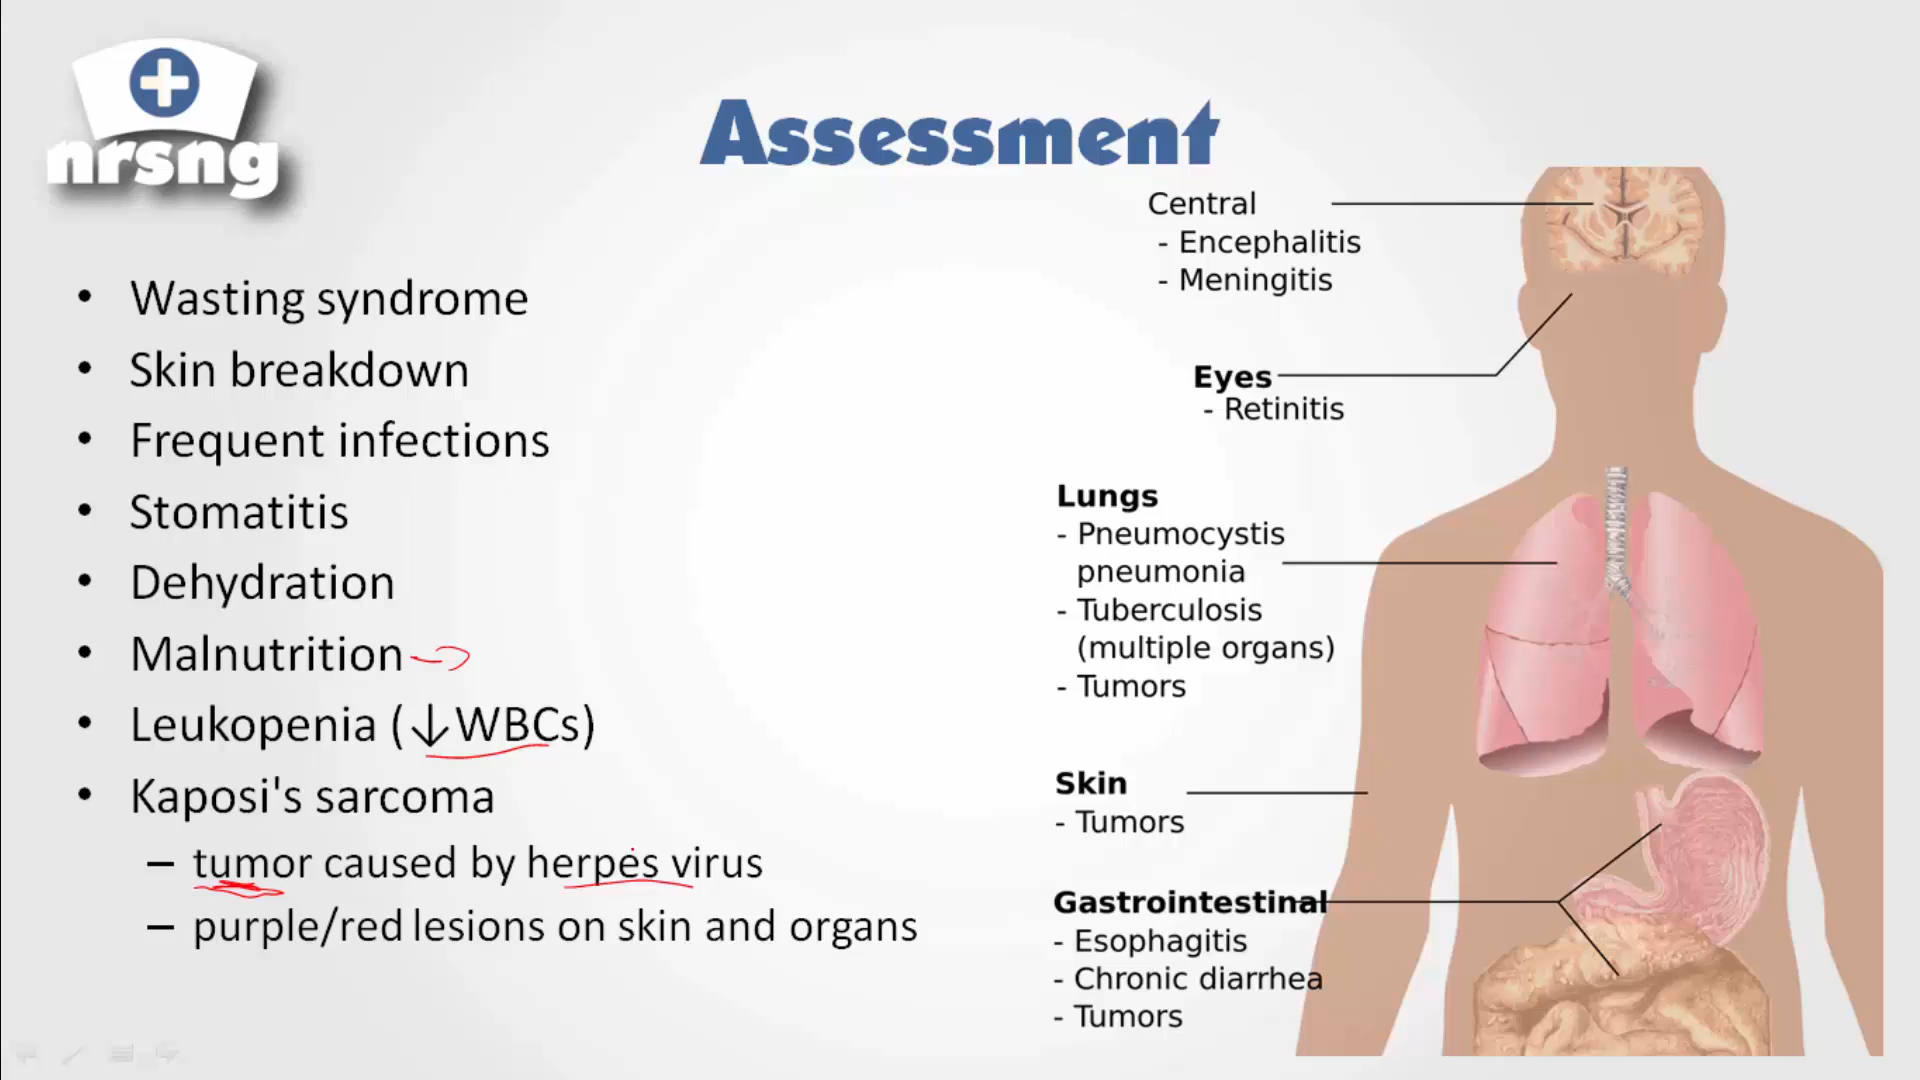 nrsng
Assessment
• Wasting syndrome
• Skin breakdown
• Frequent infections
• Stomatitis
• Dehydration
• Malnutrition
• Leukopenia (↓WBCs)
• Kaposi's sarcoma
– tumor caused by herpes virus
– purple/red lesions on skin and organs
Central
- Encephalitis
- Meningitis
Eyes
- Retinitis
Lungs
- Pneumocystis
pneumonia
- Tuberculosis
(multiple organs)
- Tumors
Skin
- Tumors
Gastrointestinal
- Esophagitis
- Chronic diarrhea
- Tumors